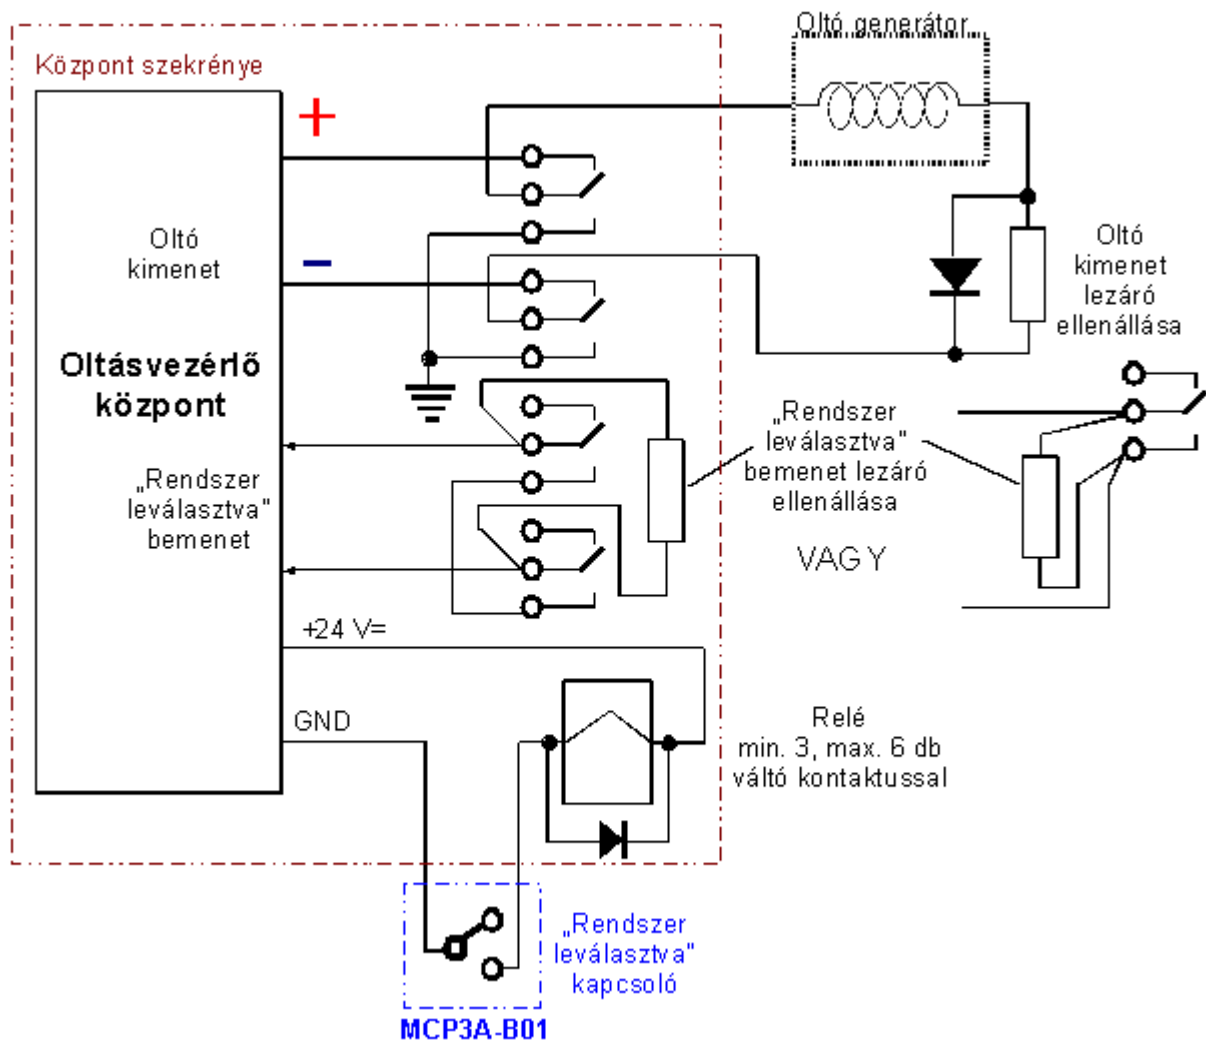 Oltó generátor
Központ szekrénye
+
Oltó
kimenet
–
Oltásvezérlő
központ
Oltó
kimenet
lezáró
ellenállása
„Rendszer
leválasztva"
bemenet
„Rendszer
leválasztva"
bemenet lezáró
ellenállása
VAGY
+24 V=
GND
Relé
min. 3, max. 6 db
váltó kontaktussal
„Rendszer
leválasztva"
kapcsoló
MCP3A-B01